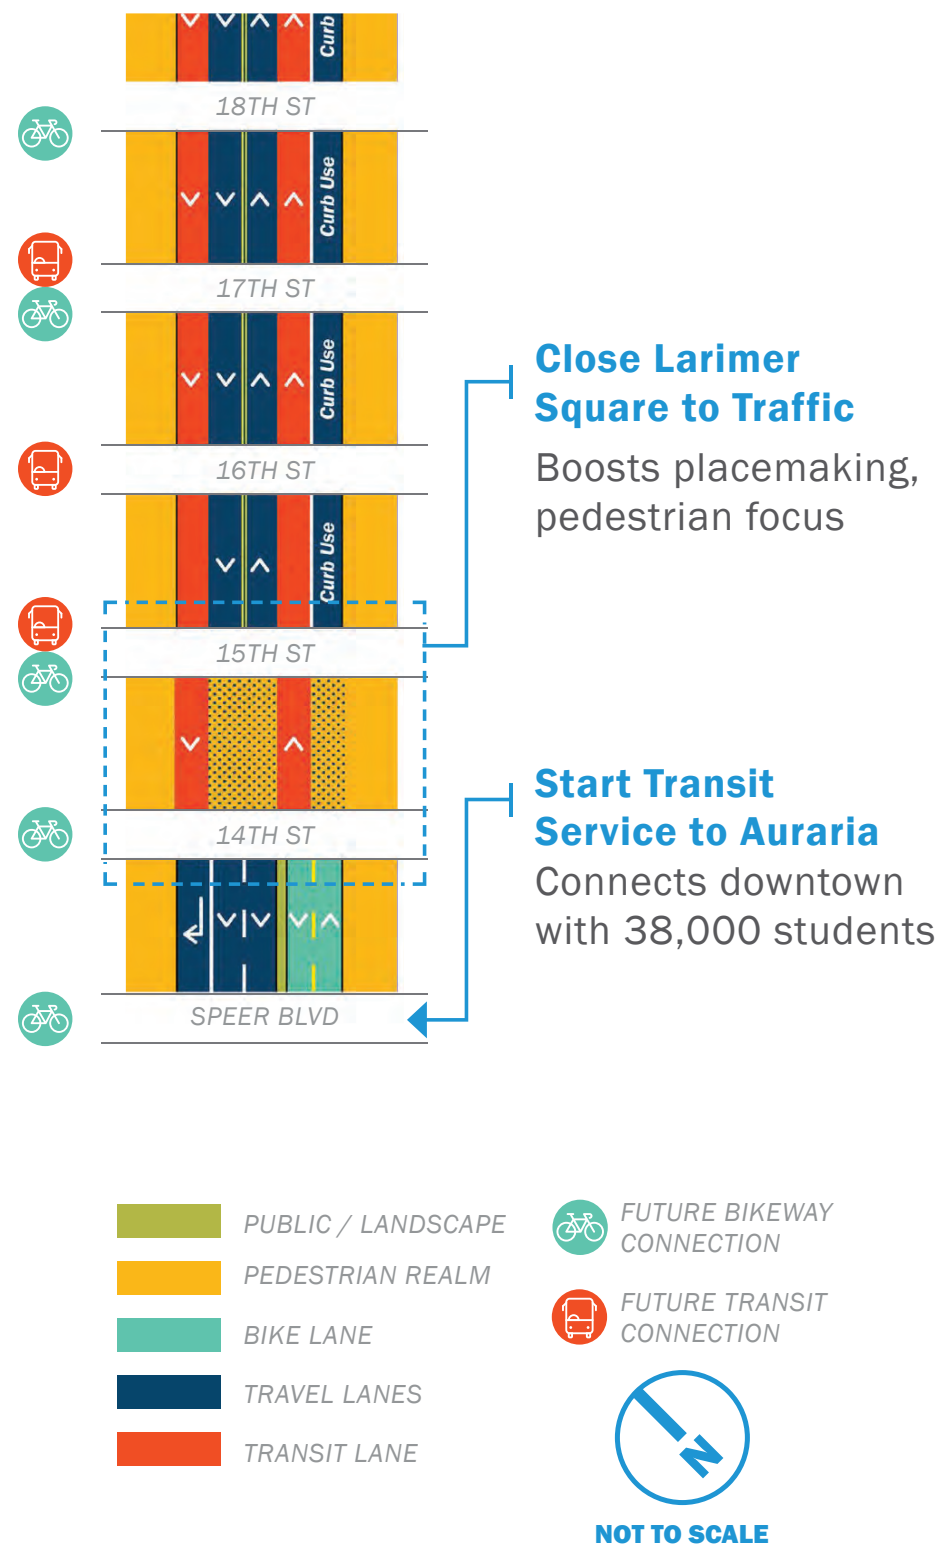 Curb
18TH ST
Curb Use
17TH ST
Curb Use
16TH ST
Curb Use
15TH ST
14TH ST
SPEER BLVD
Close Larimer
Square to Traffic
Boosts placemaking,
pedestrian focus
Start Transit
Service to Auraria
Connects downtown
with 38,000 students
PUBLIC / LANDSCAPE
PEDESTRIAN REALM
BIKE LANE
TRAVEL LANES
TRANSIT LANE
FUTURE BIKEWAY
CONNECTION
FUTURE TRANSIT
CONNECTION
N
NOT TO SCALE